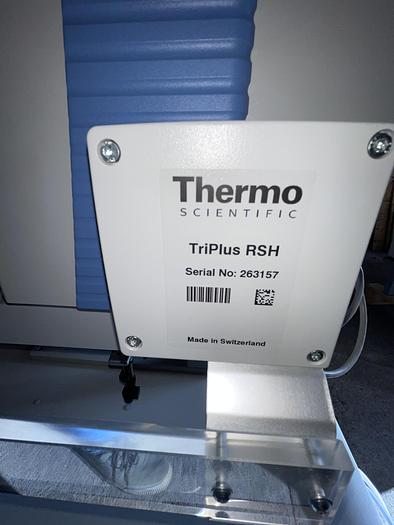 Thermo
SCIENTIFIC
TriPlus RSH
Serial No: 263157
Made in Switzerland